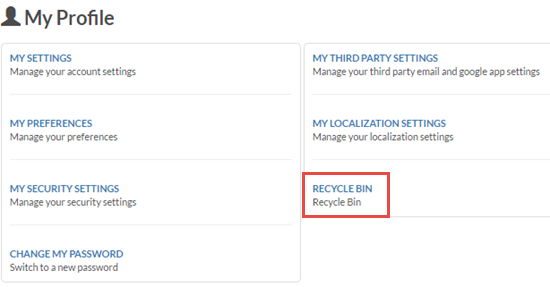 My Profile
MY SETTINGS
Manage your account settings
MY PREFERENCES
Manage your preferences
MY SECURITY SETTINGS
Manage your security settings
CHANGE MY PASSWORD
Switch to a new password
MY THIRD PARTY SETTINGS
Manage your third party email and google app settings
MY LOCALIZATION SETTINGS
Manage your localization settings
RECYCLE BIN
Recycle Bin